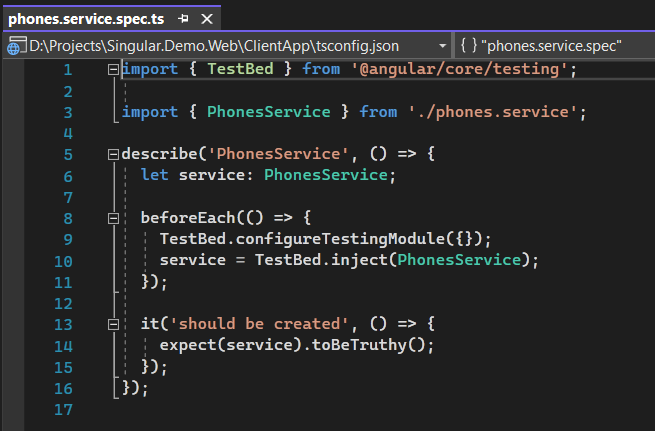 phones.service.spec.ts
D:\Projects\Singular.Demo.Web\ClientApp\tsconfig.json { } "phones.service.spec"
1 import { TestBed } from '@angular/core/testing';
2
3 import { PhonesService } from './phones.service';
4
5 describe('PhonesService', () => {
6 let service: PhonesService;
7
8 beforeEach(() => {
9 TestBed.configureTestingModule({});
10 service = TestBed.inject(PhonesService);
11 });
12
13 it('should be created', () => {
14 expect(service).toBeTruthy();
15 });
16 });
17